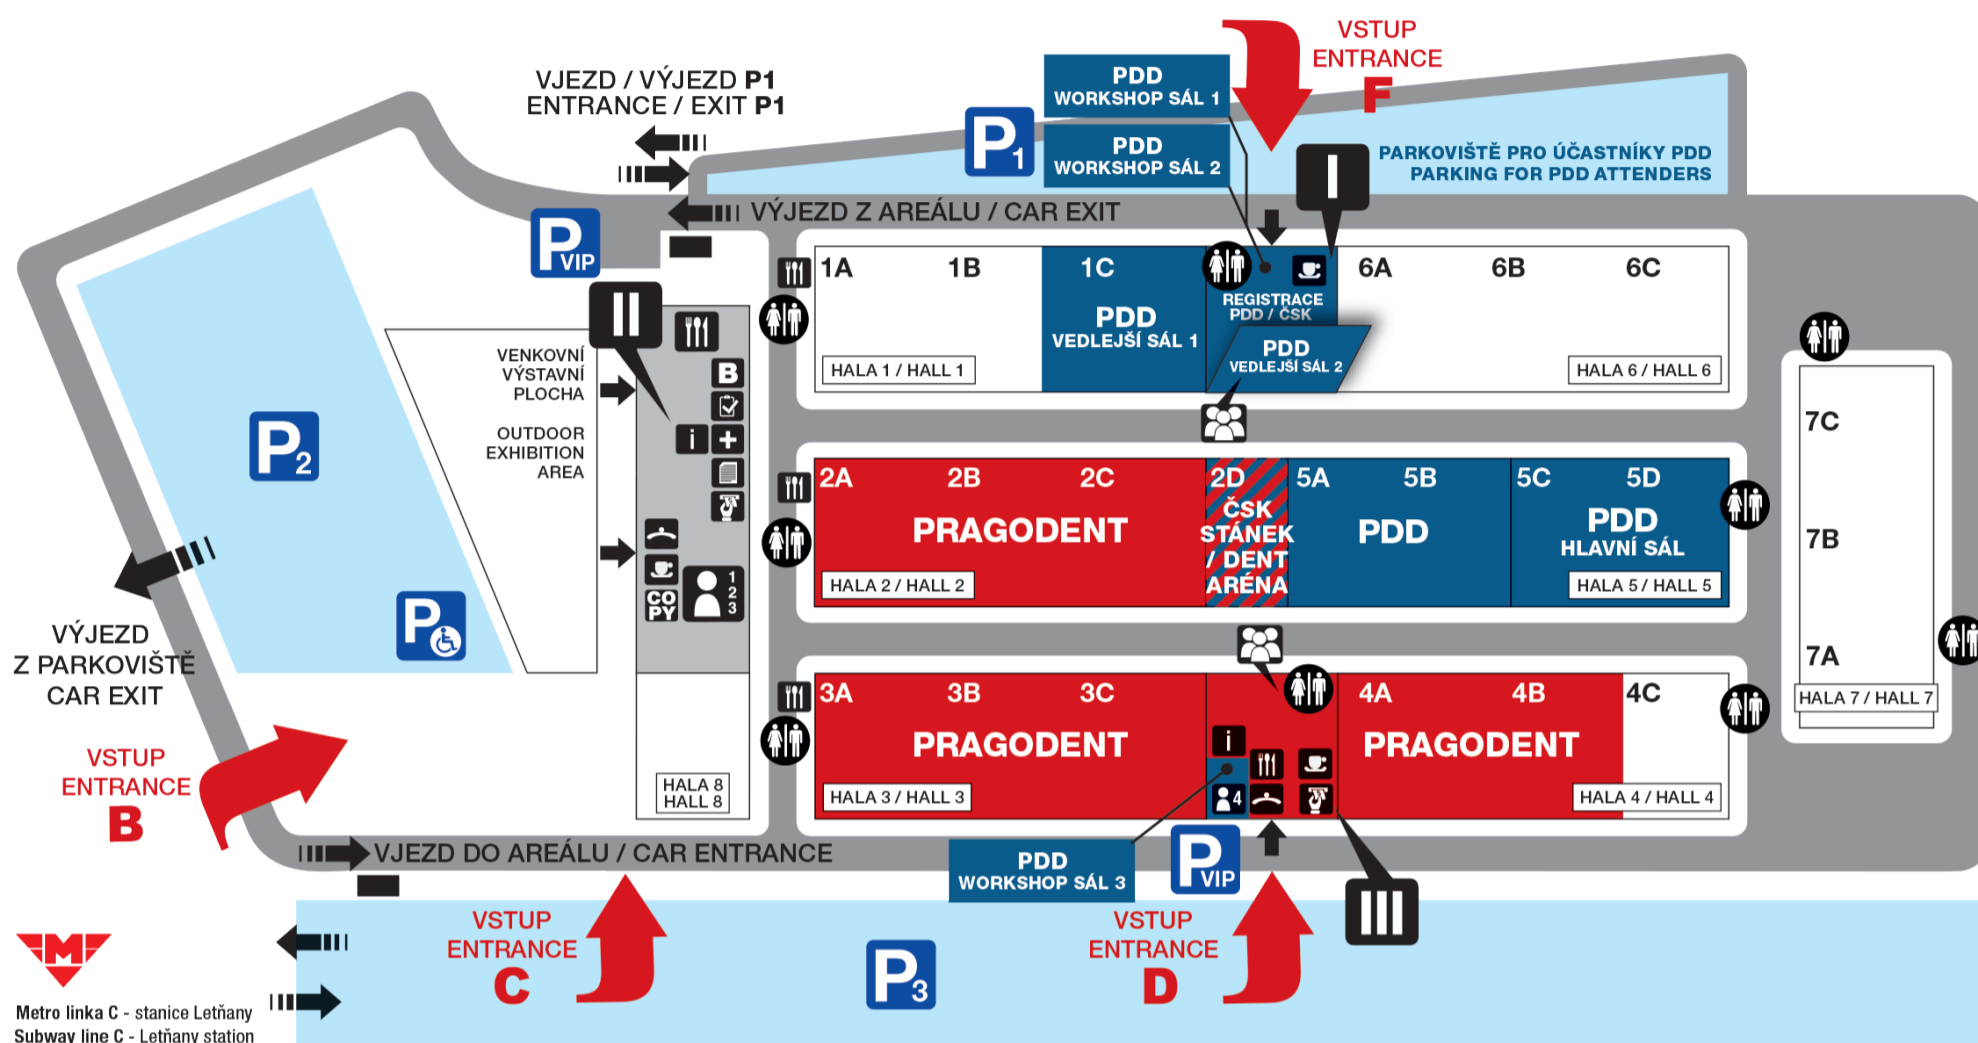 VSTUP
ENTRANCE
F
VJEZD / VÝJEZD P1
ENTRANCE / EXIT P1
PDD
WORKSHOP SÁL 1
PDD
WORKSHOP SÁL 2
P1
I
PARKOVIŠTĚ PRO ÚČASTNÍKY PDD
PARKING FOR PDD ATTENDERS
VÝJEZD Z AREÁLU / CAR EXIT
P VIP
II
1A
1B
1C
PDD
VEDLEJŠÍ SÁL 1
HALA 1 / HALL 1
REGISTRACE
PDD / ČSK
PDD
VEDLEJŠÍ SÁL 2
6A
6B
6C
HALA 6 / HALL 6
VENKOVNÍ
VÝSTAVNÍ
PLOCHA
OUTDOOR
EXHIBITION
AREA
B
i
CO
PY
1
2
3
P2
P
7C
7B
7A
HALA 7 / HALL 7
2A
2B
2C
PRAGODENT
HALA 2 / HALL 2
2D
ČSK
STÁNEK
/ DENT
ARÉNA
5A
5B
PDD
5C
5D
PDD
HLAVNÍ SÁL
HALA 5 / HALL 5
VÝJEZD
Z PARKOVIŠTĚ
CAR EXIT
3A
3B
3C
PRAGODENT
HALA 3 / HALL 3
i
4
4A
4B
4C
PRAGODENT
HALA 4 / HALL 4
HALA 8
HALL 8
VSTUP
ENTRANCE
B
VJEZD DO AREÁLU / CAR ENTRANCE
PDD
WORKSHOP SÁL 3
P VIP
III
VSTUP
ENTRANCE
C
P3
VSTUP
ENTRANCE
D
M
Metro linka C - stanice Letňany
Subway line C - Letňany station